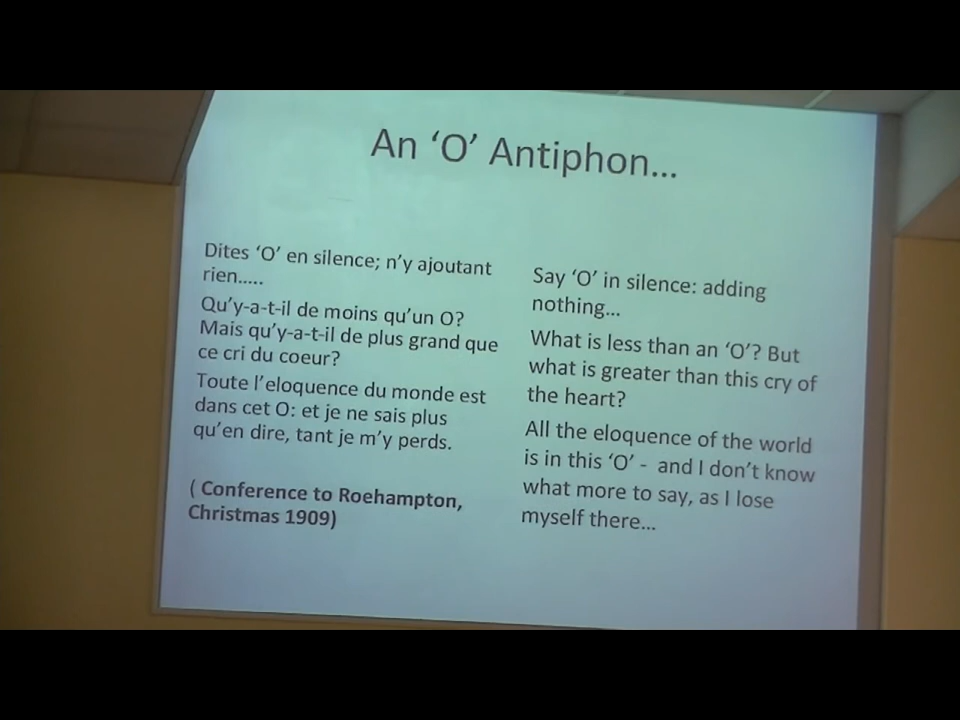 An ‘O’ Antiphon…
Dites ‘O’ en silence; n’y ajoutant
rien…..
Qu’y-a-t-il de moins qu’un O?
Mais qu’y-a-t-il de plus grand que
ce cri du coeur?
Toute l’eloquence du monde est
dans cet O: et je ne sais plus
qu’en dire, tant je m’y perds.
( Conference to Roehampton,
Christmas 1909)
Say ‘O’ in silence: adding
nothing…
What is less than an ‘O’? But
what is greater than this cry of
the heart?
All the eloquence of the world
is in this ‘O’ -  and I don’t know
what more to say, as I lose
myself there…